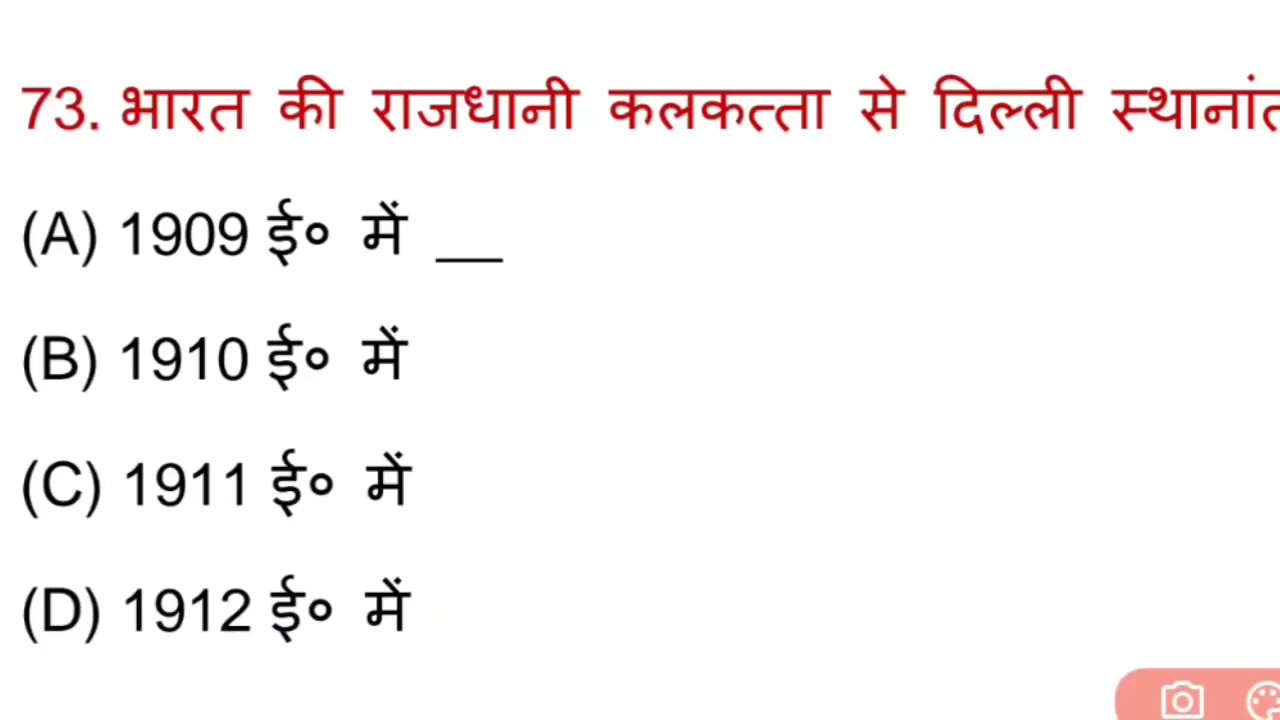 73. भारत की राजधानी कलकत्ता से दिल्ली
(A) 1909 ई० में __
(B) 1910 ई० में
(C) 1911 ई० में
(D) 1912 ई० में